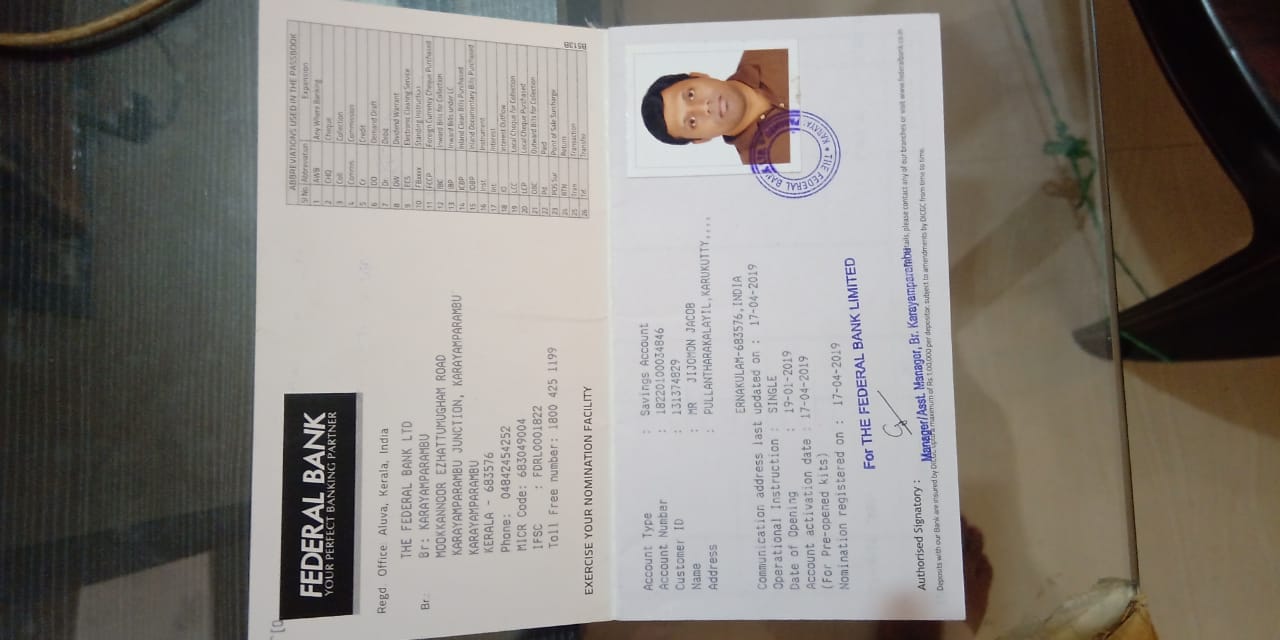 FEDERAL BANK
YOUR PERFECT BANKING PARTNER
Regd. Office. Aluva, Kerala, India
THE FEDERAL BANK LTD
Br: Br: KARAYAMPARAMBU
MOOKKANNOOR EZHATTUMUGHAM ROAD
KARAYAMPARAMBU JUNCTION, KARAYAMPARAMBU
KARAYAMPARAMBU
KERALA - 683576
Phone: 04842454252
MICR Code: 683049004
IFSC : FDRL0001822
Toll Free number: 1800 425 1199
EXERCISE YOUR NOMINATION FACILITY
ABBREVIATIONS USED IN THE PASSBOOK
Sl No Abbreviation Expansion
1 AWB Any Where Banking
2 CHQ Cheque
3 Coll Collection
4 Comms Commission
5 Cr Credit
6 DD Demand Draft
7 Dr Debit
8 DW Dividend Warrant
9 ECS Electronic Clearing Service
10 Standing Instruction
11 FCCP Foreign Currency Cheque Purchased
12 IBC Inward Bills for Collection
13 IBP Inward Bills under LC
14 ICBP Inland Clean Bills Purchased
15 IDBP Inland Documentary Bills Purchased
16 Inst Instrument
17 Int Interest
18 IO Interest Outflow
19 LCC Local Cheque for Collection
20 LCP Local Cheque Purchased
21 OBC Outward Bills for Collection
22 Pd Paid
23 POS Sur Point of Sale Surcharge
24 RTN Return
25 Tran Transaction
26 Trf Transfer
B513B
Account Type : Savings Account
Account Number : 18220100034846
Customer ID : 131374829
Name : MR JIJOMON JACOB
Address : PULLANTHARAKALAYIL,KARUKUTTY,,,,
ERNAKULAM-683576,INDIA
Communication address last updated on : 17-04-2019
Operational Instruction : SINGLE
Date of Opening : 19-01-2019
Account activation date : 17-04-2019
(For Pre-opened kits)
Nomination registered on : 17-04-2019
For THE FEDERAL BANK LIMITED
Authorised Signatory :
Manager/Asst. Manager, Br. Karayamparambu
details, please contact any of our branches or visit www.federalbank.co.in
Deposits with our Bank are insured by DICGC upto a maximum of Rs 1,00,000 per depositor, subject to amendments by DICGC from time to time.
THE FEDERAL BANK